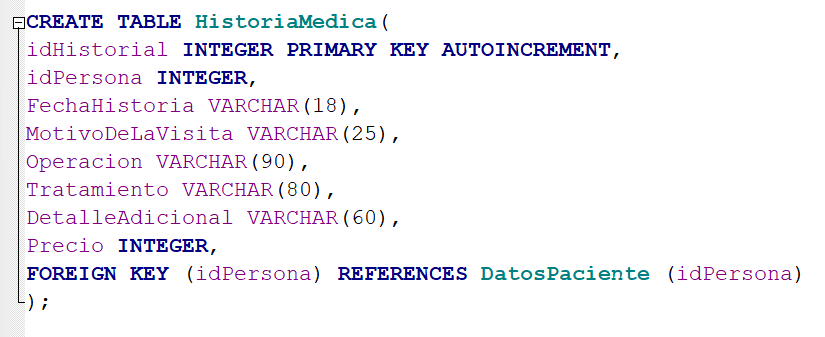 CREATE TABLE HistoriaMedica(
idHistorial INTEGER PRIMARY KEY AUTOINCREMENT,
idPersona INTEGER,
FechaHistoria VARCHAR(18),
MotivoDeLaVisita VARCHAR(25),
Operacion VARCHAR(90),
Tratamiento VARCHAR(80),
DetalleAdicional VARCHAR(60),
Precio INTEGER,
FOREIGN KEY (idPersona) REFERENCES DatosPaciente (idPersona)
);